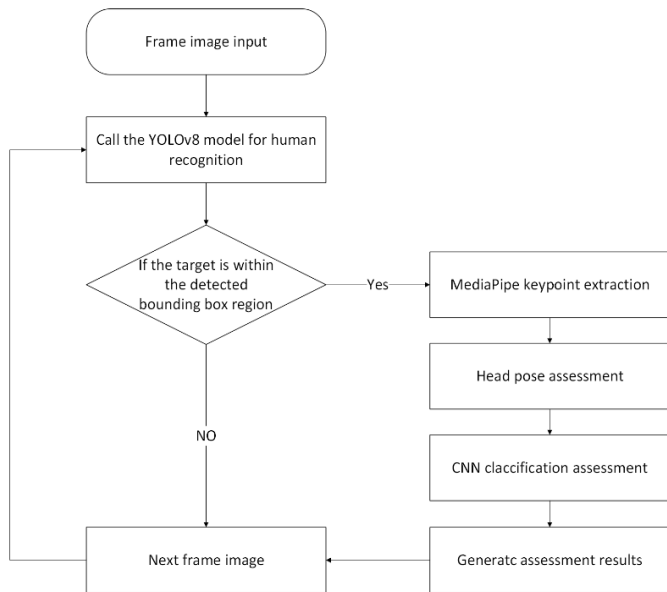 Frame image input
Call the YOLOv8 model for human
recognition
If the target is within
the detected
bounding box region
Yes
MediaPipe keypoint extraction
Head pose assessment
CNN claccification assessment
NO
Next frame image
Generatc assessment results